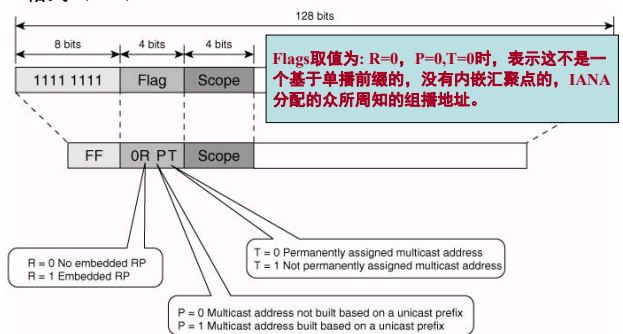 128 bits
8 bits
4 bits
4 bits
1111 1111
Flag
Scope
Flags取值为: R=0，P=0,T=0时，表示这不是一
个基于单播前缀的，没有内嵌汇聚点的，IANA
分配的众所周知的组播地址。
FF
0R PT
Scope
T = 0 Permanently assigned multicast address
T = 1 Not permanently assigned multicast address
R = 0 No embedded RP
R = 1 Embedded RP
P = 0 Multicast address not built based on a unicast prefix
P = 1 Multicast address built based on a unicast prefix